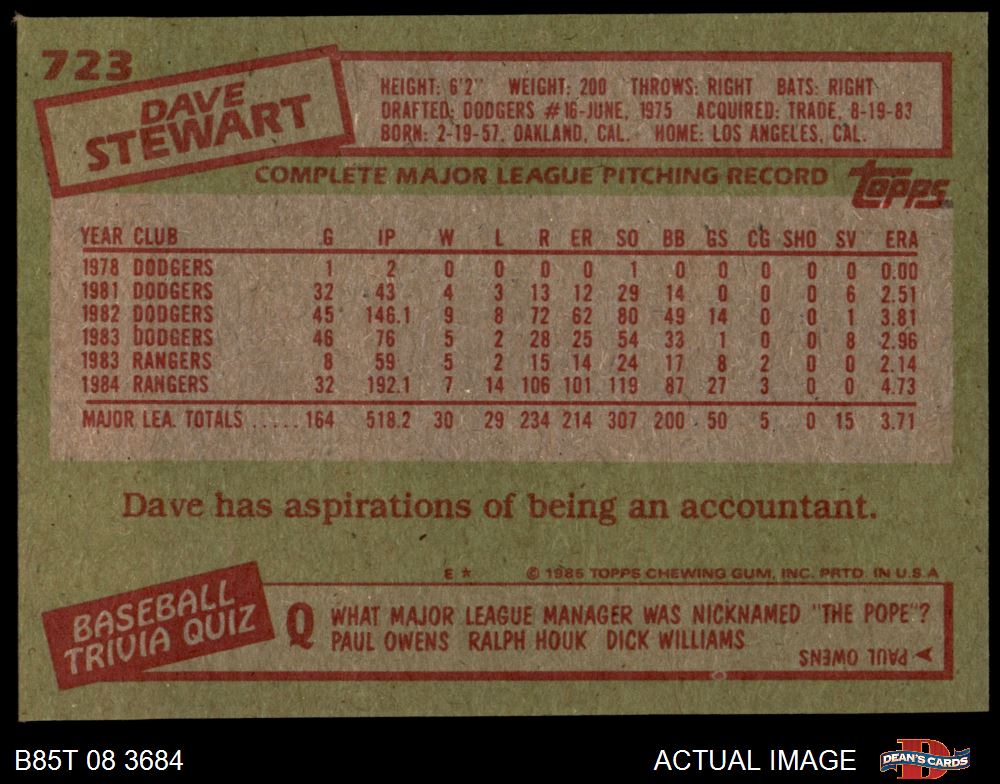 723
DAVE
STEWART
HEIGHT: 6'2" WEIGHT: 200 THROWS: RIGHT BATS: RIGHT
DRAFTED: DODGERS #16-JUNE, 1975 ACQUIRED: TRADE, 8-19-83
BORN: 2-19-57, OAKLAND, CAL. HOME: LOS ANGELES, CAL.
COMPLETE MAJOR LEAGUE PITCHING RECORD
topps
YEAR CLUB G IP W L R ER SO BB GS CG SHO SV ERA
1978 DODGERS 1 2 0 0 0 0 1 0 0 0 0 0 0.00
1981 DODGERS 32 43 4 3 13 12 29 14 0 0 0 6 2.51
1982 DODGERS 45 146.1 9 8 72 62 80 49 14 0 0 1 3.81
1983 DODGERS 46 76 5 2 28 25 54 33 1 0 0 8 2.96
1983 RANGERS 8 59 5 2 15 14 24 17 8 2 0 0 2.14
1984 RANGERS 32 192.1 7 14 106 101 119 87 27 3 0 0 4.73
MAJOR LEA. TOTALS ..... 164 518.2 30 29 234 214 307 200 50 5 0 15 3.71
Dave has aspirations of being an accountant.
E * © 1985 TOPPS CHEWING GUM, INC. PRTD. IN U.S.A
BASEBALL
TRIVIA QUIZ
Q WHAT MAJOR LEAGUE MANAGER WAS NICKNAMED "THE POPE"?
PAUL OWENS RALPH HOUK DICK WILLIAMS
PAUL OWENS
B85T 08 3684
ACTUAL IMAGE
D
DEAN'S CARDS